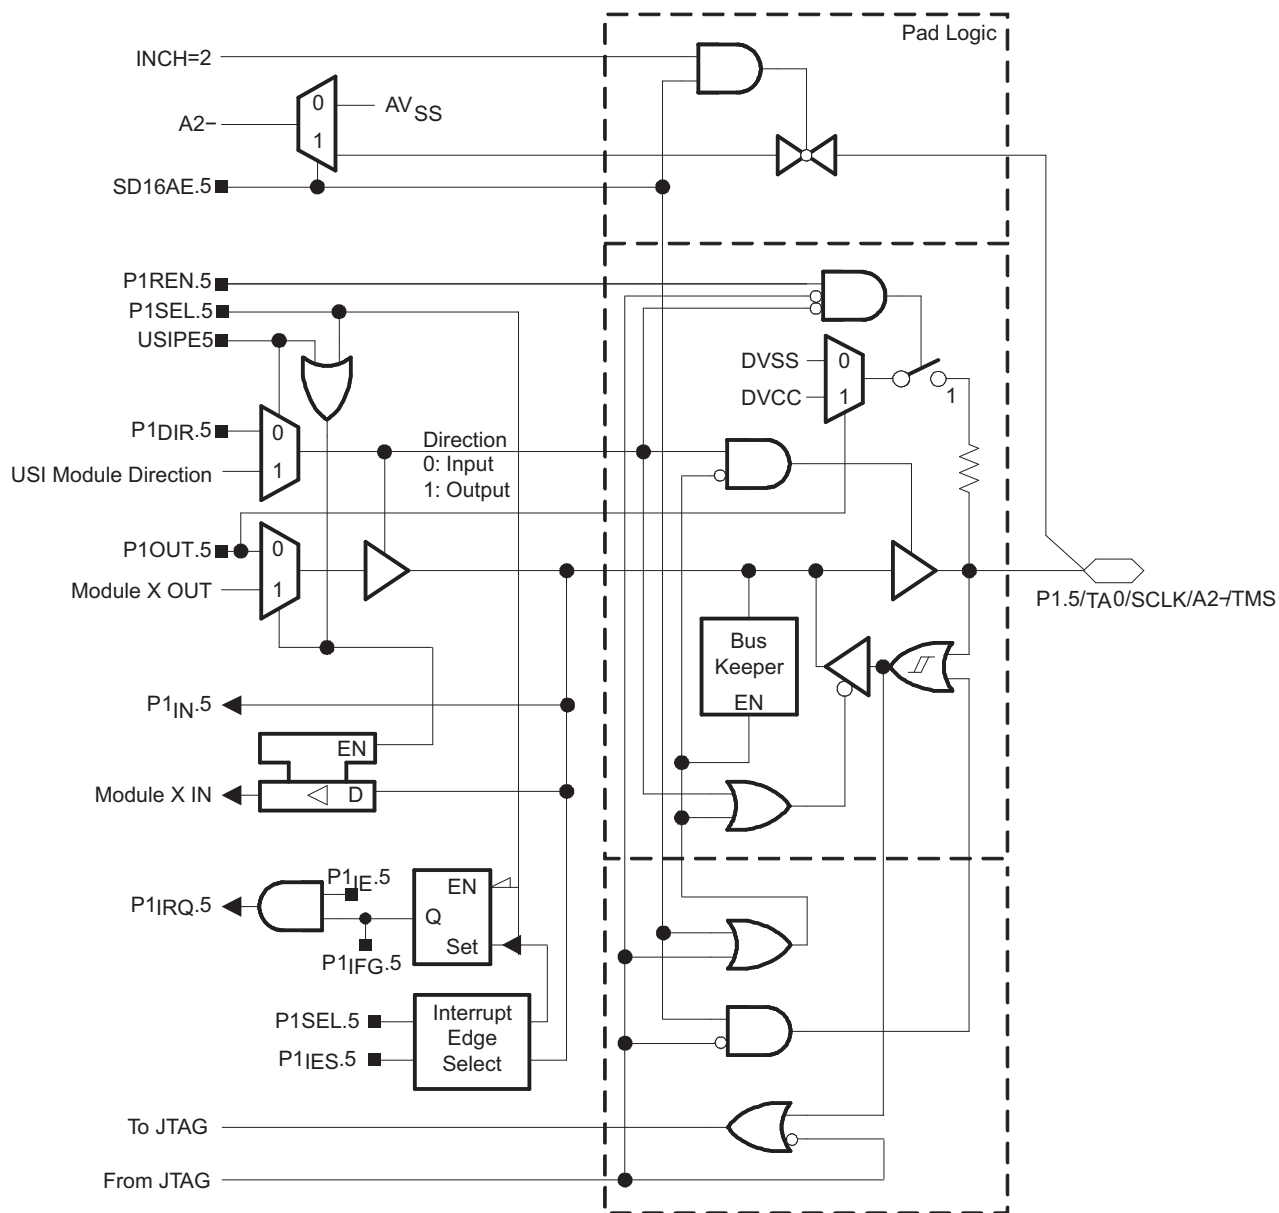 Pad Logic
INCH=2
0
AVSS
A2−
1
SD16AE.5
P1REN.5
P1SEL.5
USIPE5
DVSS
0
DVCC
1
1
P1DIR.5
0
Direction
0: Input
1: Output
USI Module Direction
1
P1OUT.5
0
Module X OUT
1
P1.5/TA0/SCLK/A2−/TMS
Bus
Keeper
EN
P1IN.5
EN
Module X IN
D
P1IE.5
EN
P1IRQ.5
Q
Set
P1IFG.5
P1SEL.5
Interrupt
Edge
Select
P1IES.5
To JTAG
From JTAG